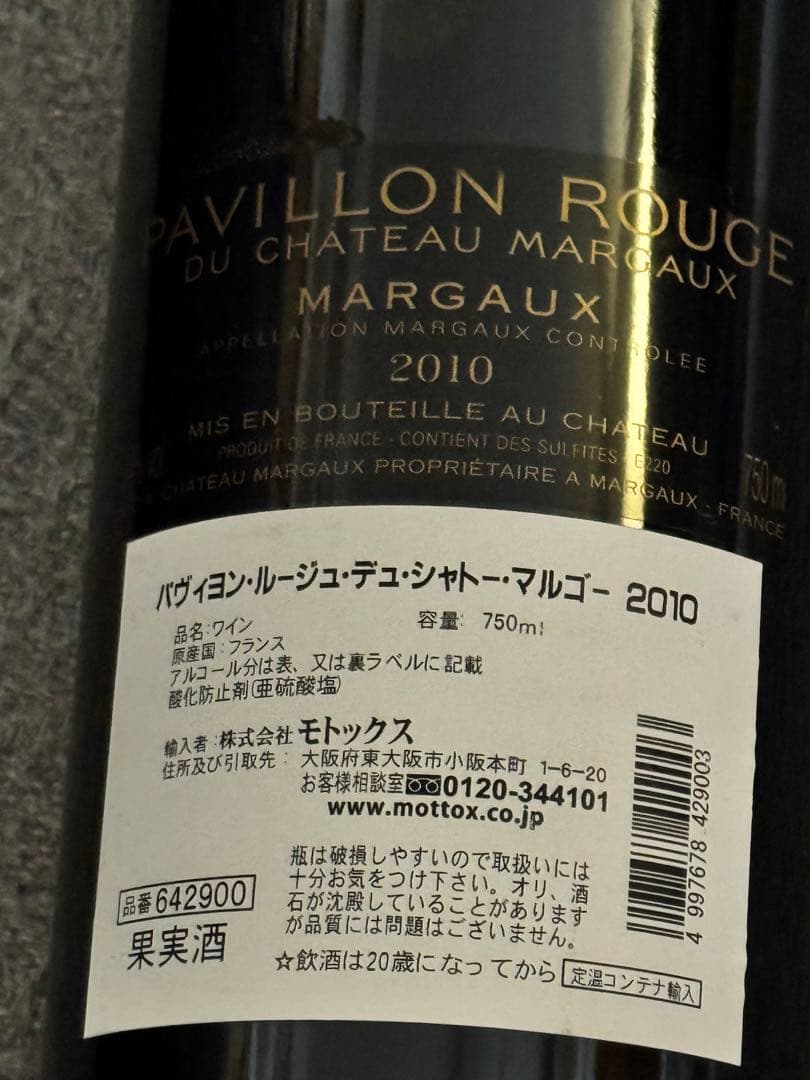 PAVILLON ROUGE
DU CHATEAU MARGAUX
MARGAUX
APPELLATION MARGAUX CONTROLEE
2010
MIS EN BOUTEILLE AU CHATEAU
PRODUIT DE FRANCE - CONTIENT DES SULFITES E220
CHATEAU MARGAUX PROPRIÉTAIRE A MARGAUX - FRANCE
750 ml
パヴィヨン・ルージュ・デュ・シャトー・マルゴー 2010
品名:ワイン 容量: 750ml
原産国:フランス
アルコール分は表、又は裏ラベルに記載
酸化防止剤(亜硫酸塩)
輸入者:株式会社モトックス
住所及び引取先: 大阪府東大阪市小阪本町 1-6-20
お客様相談室 0120-344101
www.mottox.co.jp
瓶は破損しやすいので取扱いには
十分お気をつけ下さい。オリ、酒
石が沈殿していることがあります
が品質には問題はございません。
品番 642900
果実酒
☆飲酒は20歳になってから 定温コンテナ輸入
4 997678 429003